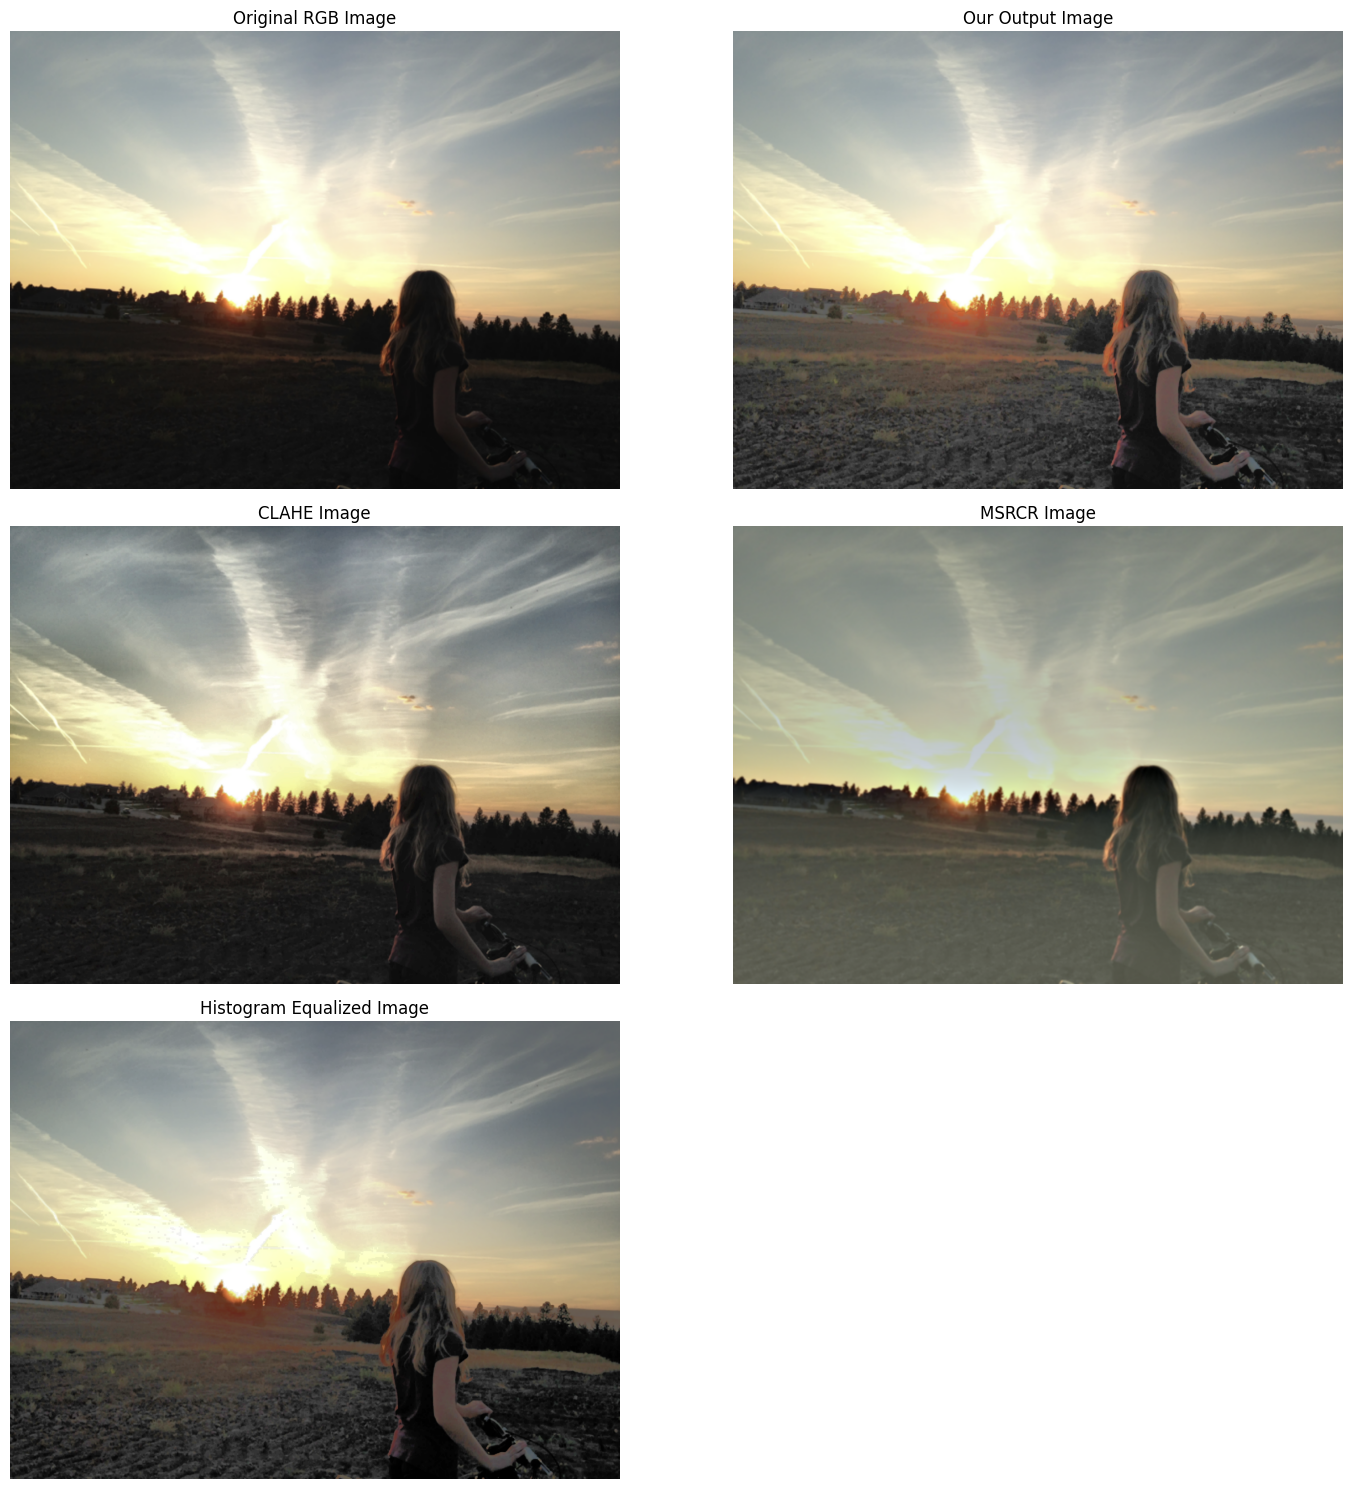 Original RGB Image
Our Output Image
CLAHE Image
MSRCR Image
Histogram Equalized Image